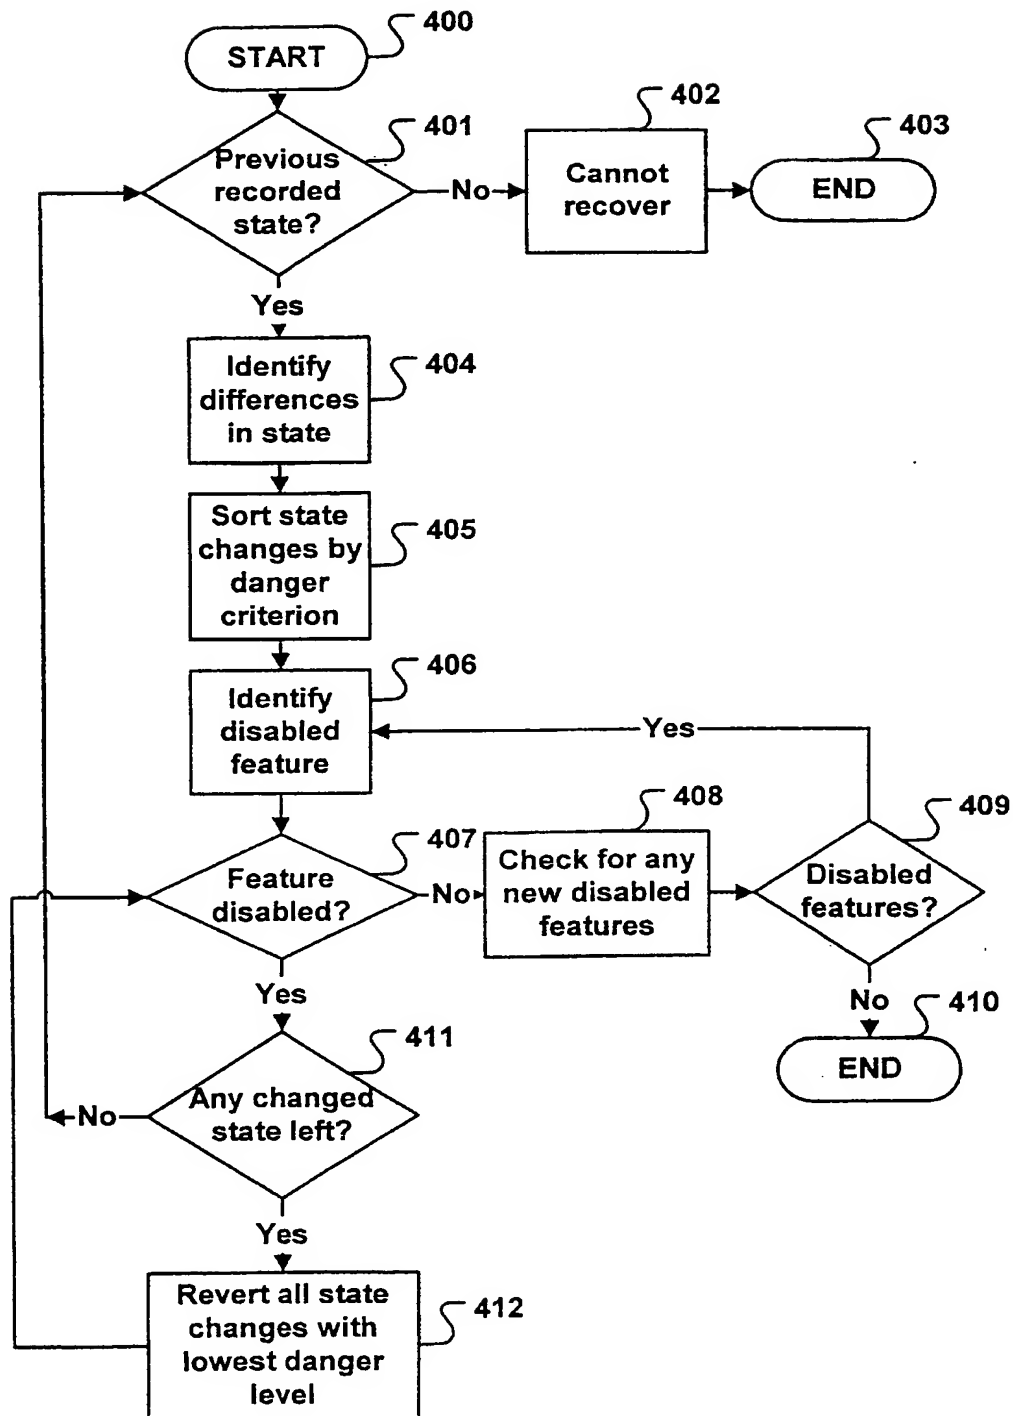 400
START
401
Previous
recorded
state?
No
402
Cannot
recover
403
END
Yes
404
Identify
differences
in state
405
Sort state
changes by
danger
criterion
406
Identify
disabled
feature
Yes
407
Feature
disabled?
No
408
Check for any
new disabled
features
409
Disabled
features?
No
410
END
Yes
411
Any changed
state left?
No
Yes
412
Revert all state
changes with
lowest danger
level